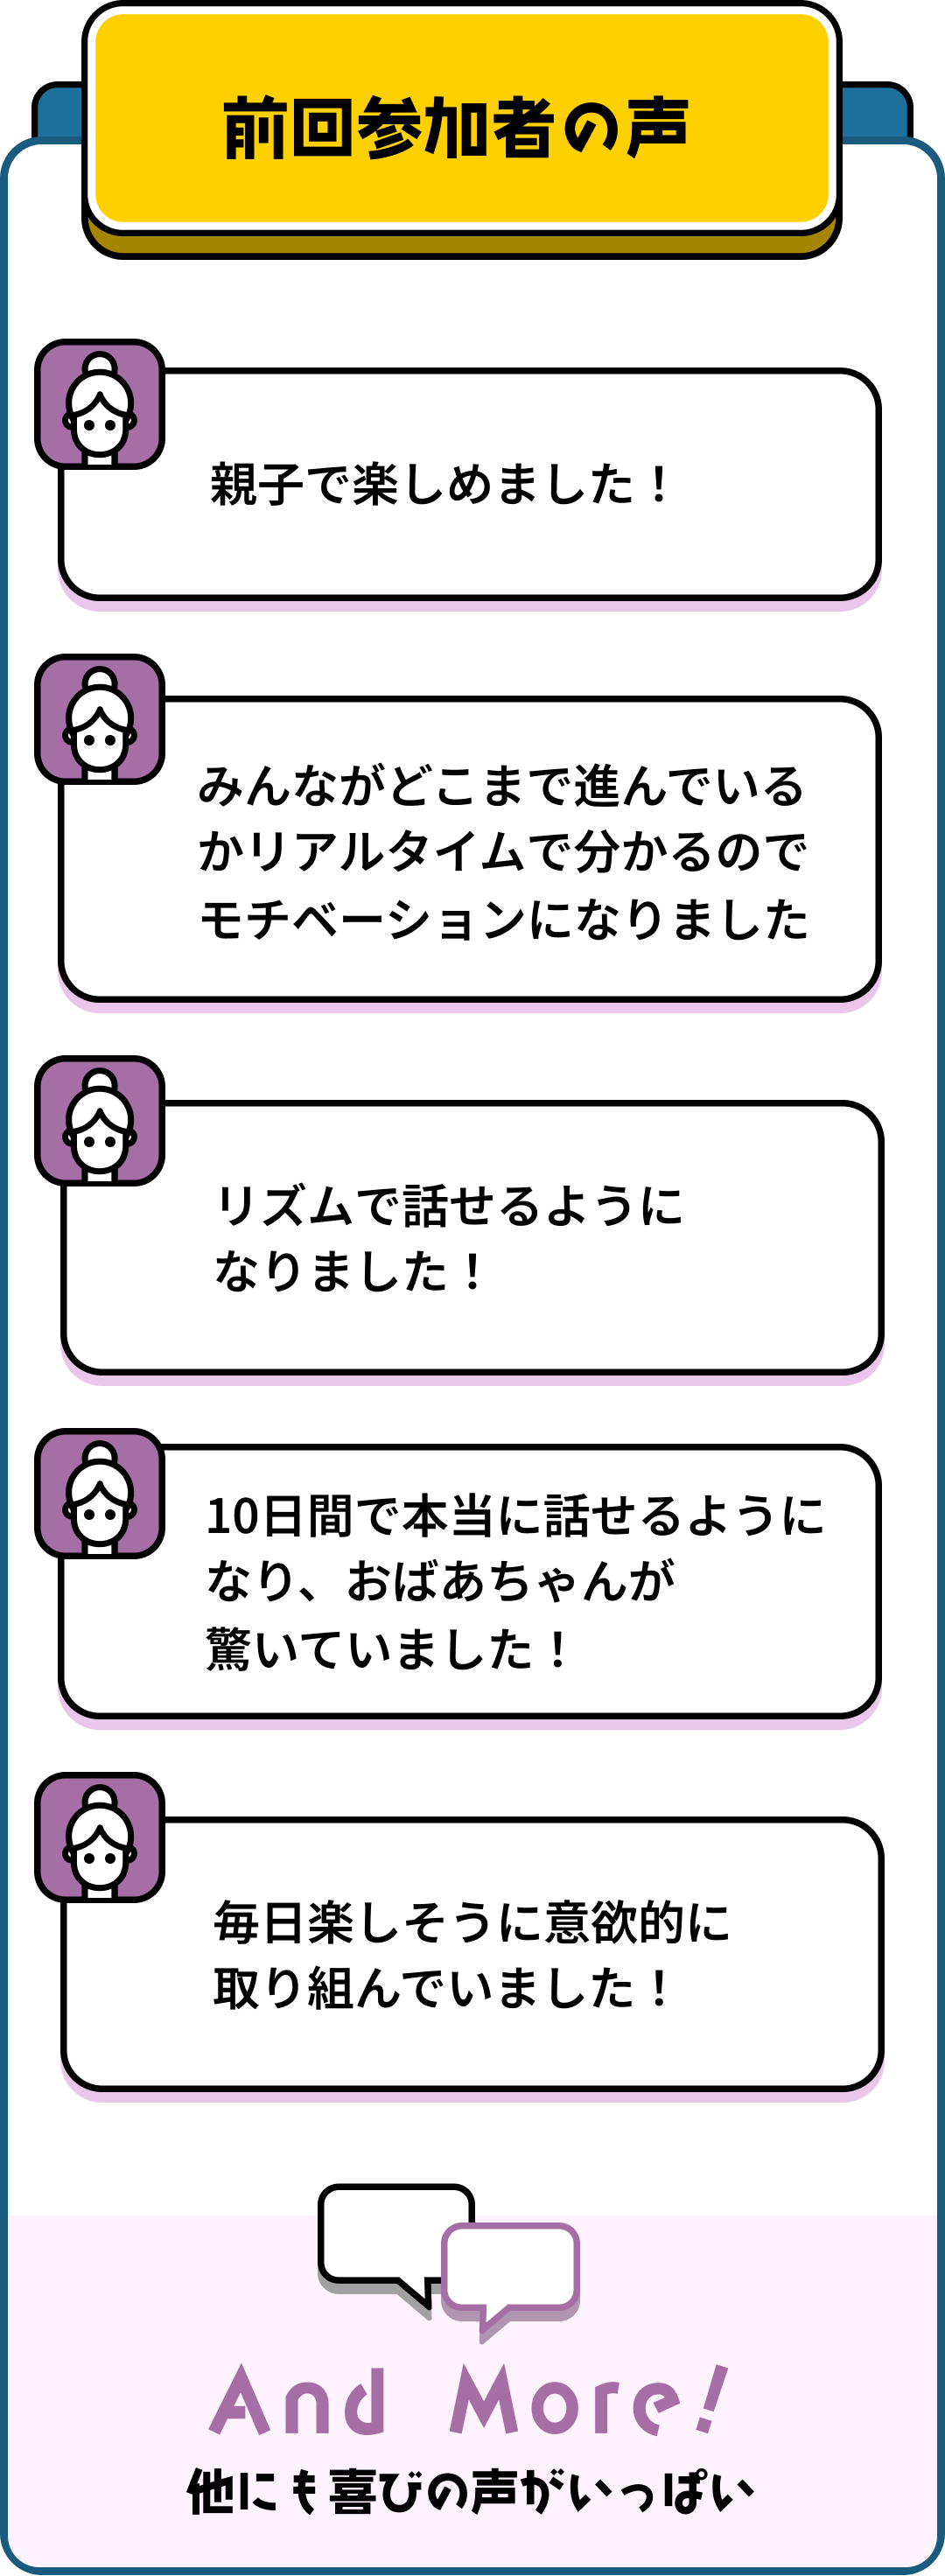 前回参加者の声
親子で楽しめました！
みんながどこまで進んでいる
かリアルタイムで分かるので
モチベーションになりました
リズムで話せるように
なりました！
10日間で本当に話せるように
なり、おばあちゃんが
驚いていました！
毎日楽しそうに意欲的に
取り組んでいました！
And More!
他にも喜びの声がいっぱい